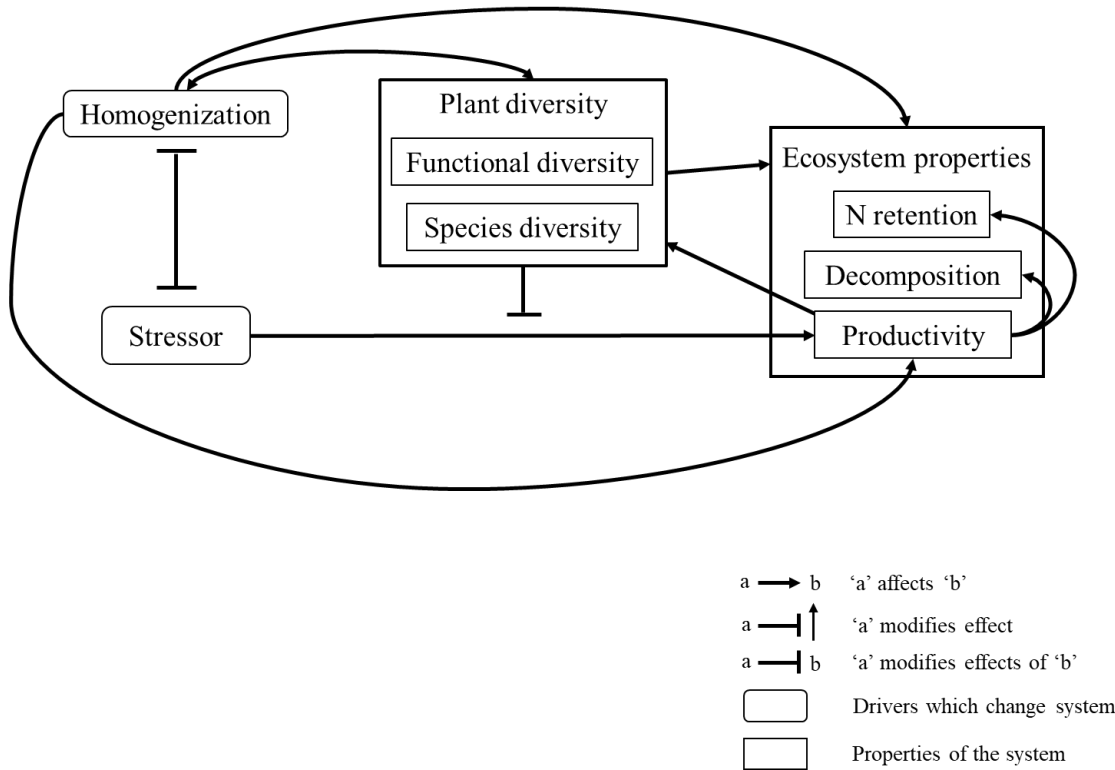 Homogenization
Plant diversity
Functional diversity
Species diversity
Ecosystem properties
N retention
Decomposition
Productivity
Stressor
a b ‘a’ affects ‘b’
a ‘a’ modifies effect
a b ‘a’ modifies effects of ‘b’
Drivers which change system
Properties of the system